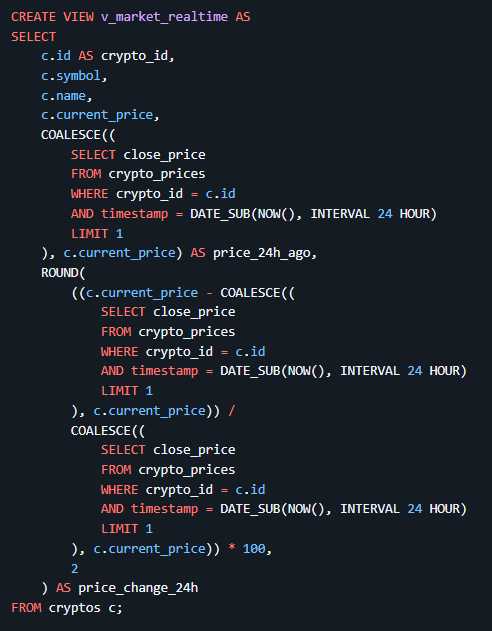 CREATE VIEW v_market_realtime AS
SELECT
    c.id AS crypto_id,
    c.symbol,
    c.name,
    c.current_price,
    COALESCE((
        SELECT close_price
        FROM crypto_prices
        WHERE crypto_id = c.id
        AND timestamp = DATE_SUB(NOW(), INTERVAL 24 HOUR)
        LIMIT 1
    ), c.current_price) AS price_24h_ago,
    ROUND(
        ((c.current_price - COALESCE((
            SELECT close_price
            FROM crypto_prices
            WHERE crypto_id = c.id
            AND timestamp = DATE_SUB(NOW(), INTERVAL 24 HOUR)
            LIMIT 1
        ), c.current_price)) /
        COALESCE((
            SELECT close_price
            FROM crypto_prices
            WHERE crypto_id = c.id
            AND timestamp = DATE_SUB(NOW(), INTERVAL 24 HOUR)
            LIMIT 1
        ), c.current_price)) * 100,
        2
    ) AS price_change_24h
FROM cryptos c;